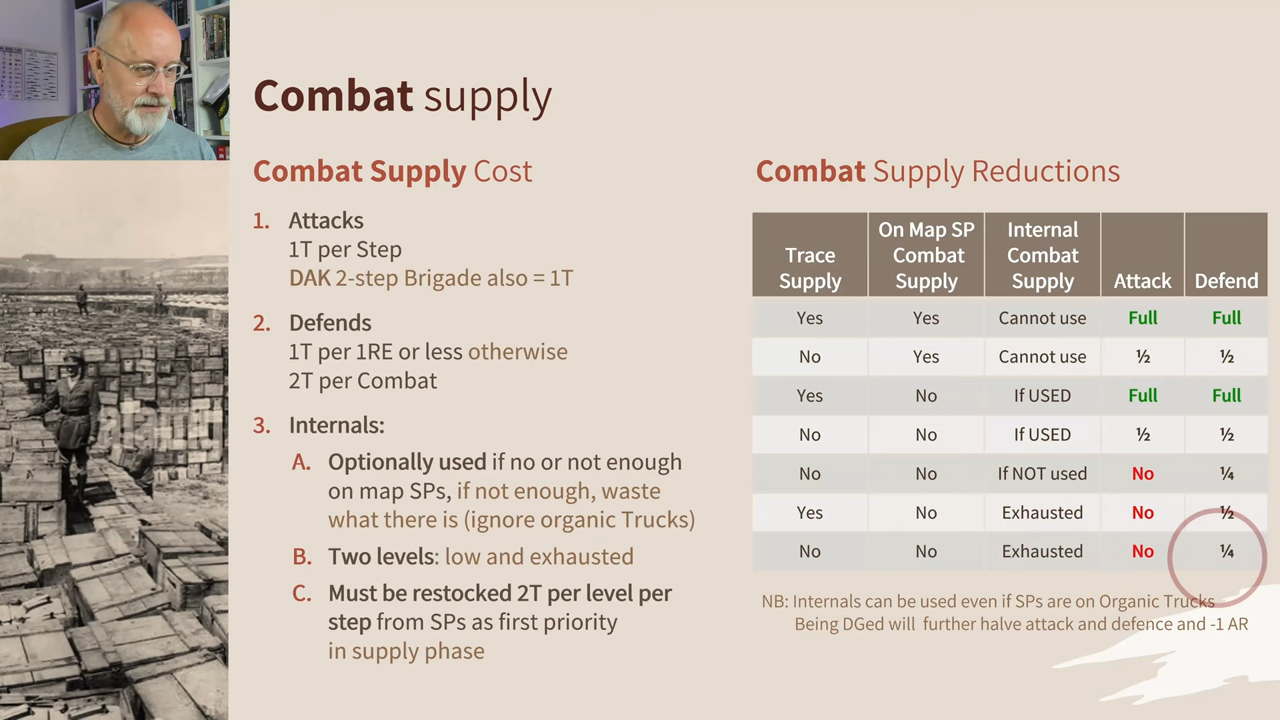 Combat supply
Combat Supply Cost
1. Attacks
1T per Step
DAK 2-step Brigade also = 1T
2. Defends
1T per 1RE or less otherwise
2T per Combat
3. Internals:
A. Optionally used if no or not enough
on map SPs, if not enough, waste
what there is (ignore organic Trucks)
B. Two levels: low and exhausted
C. Must be restocked 2T per level per
step from SPs as first priority
in supply phase
Combat Supply Reductions
Trace Supply On Map SP Combat Supply Internal Combat Supply Attack Defend
Yes Yes Cannot use Full Full
No Yes Cannot use ½ ½
Yes No If USED Full Full
No No If USED ½ ½
No No If NOT used No ¼
Yes No Exhausted No ½
No No Exhausted No ¼
NB: Internals can be used even if SPs are on Organic Trucks
Being DGed will further halve attack and defence and -1 AR